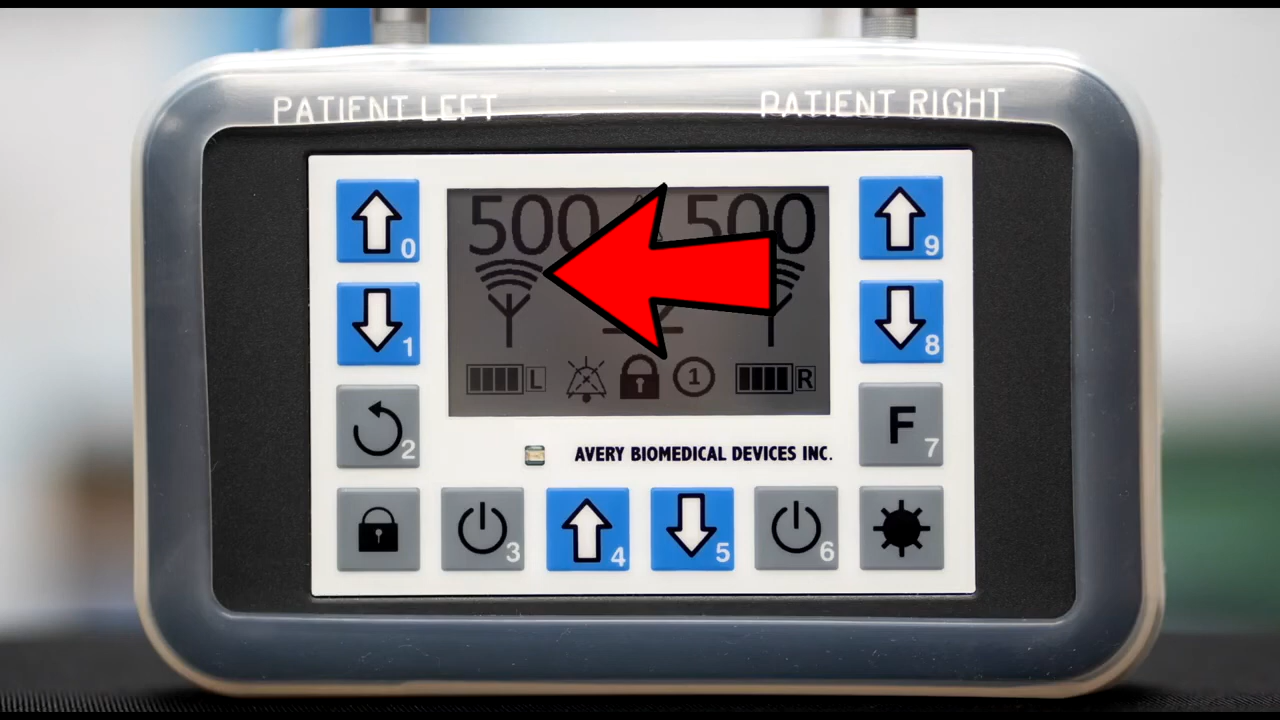 PATIENT LEFT PATIENT RIGHT
0 500 500 9
1 8
L 1 R
2 AVERY BIOMEDICAL DEVICES INC. F 7
3 4 5 6